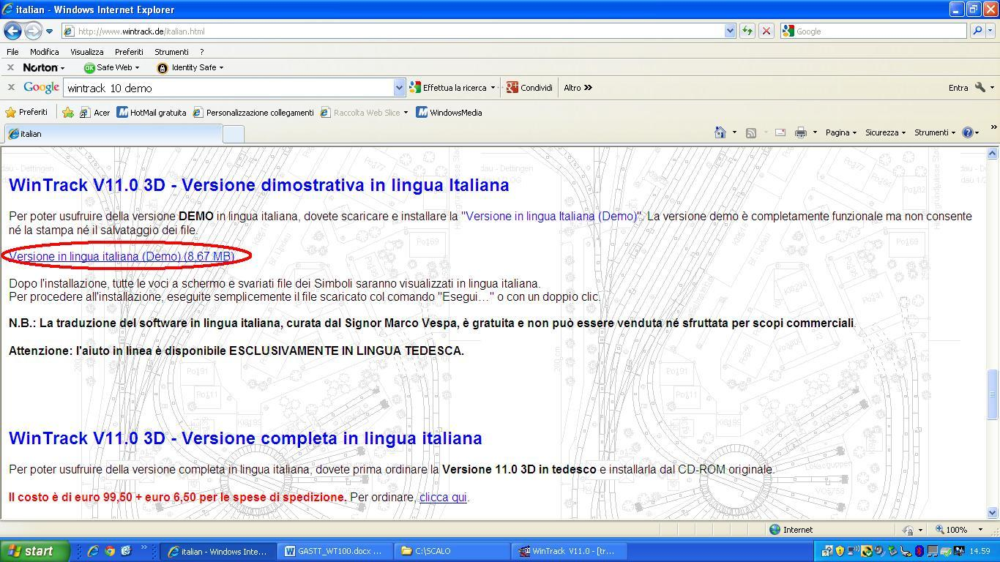 italian - Windows Internet Explorer
http://www.wintrack.de/italian.html
Google
File Modifica Visualizza Preferiti Strumenti ?
x Norton OK Safe Web Identity Safe
x Google wintrack 10 demo Effettua la ricerca Condividi Altro » Entra
Preferiti Acer HotMail gratuita Personalizzazione collegamenti Raccolta Web Slice WindowsMedia
italian Pagina Sicurezza Strumenti »
WinTrack V11.0 3D - Versione dimostrativa in lingua Italiana
Per poter usufruire della versione DEMO in lingua italiana, dovete scaricare e installare la "Versione in lingua Italiana (Demo)". La versione demo è completamente funzionale ma non consente
né la stampa né il salvataggio dei file.
Versione in lingua italiana (Demo) (8,67 MB)
Dopo l'installazione, tutte le voci a schermo e svariati file dei Simboli saranno visualizzati in lingua italiana.
Per procedere all'installazione, eseguite semplicemente il file scaricato col comando "Esegui..." o con un doppio clic.
N.B.: La traduzione del software in lingua italiana, curata dal Signor Marco Vespa, è gratuita e non può essere venduta né sfruttata per scopi commerciali.
Attenzione: l'aiuto in linea è disponibile ESCLUSIVAMENTE IN LINGUA TEDESCA.
WinTrack V11.0 3D - Versione completa in lingua italiana
Per poter usufruire della versione completa in lingua italiana, dovete prima ordinare la Versione 11.0 3D in tedesco e installarla dal CD-ROM originale.
Il costo è di euro 99,50 + euro 6,50 per le spese di spedizione. Per ordinare, clicca qui.
Internet 100%
start » italian - Windows Inte... GASTT_WT100.docx ... C:\SCALO WinTrack V11.0 - [tr... 14.59